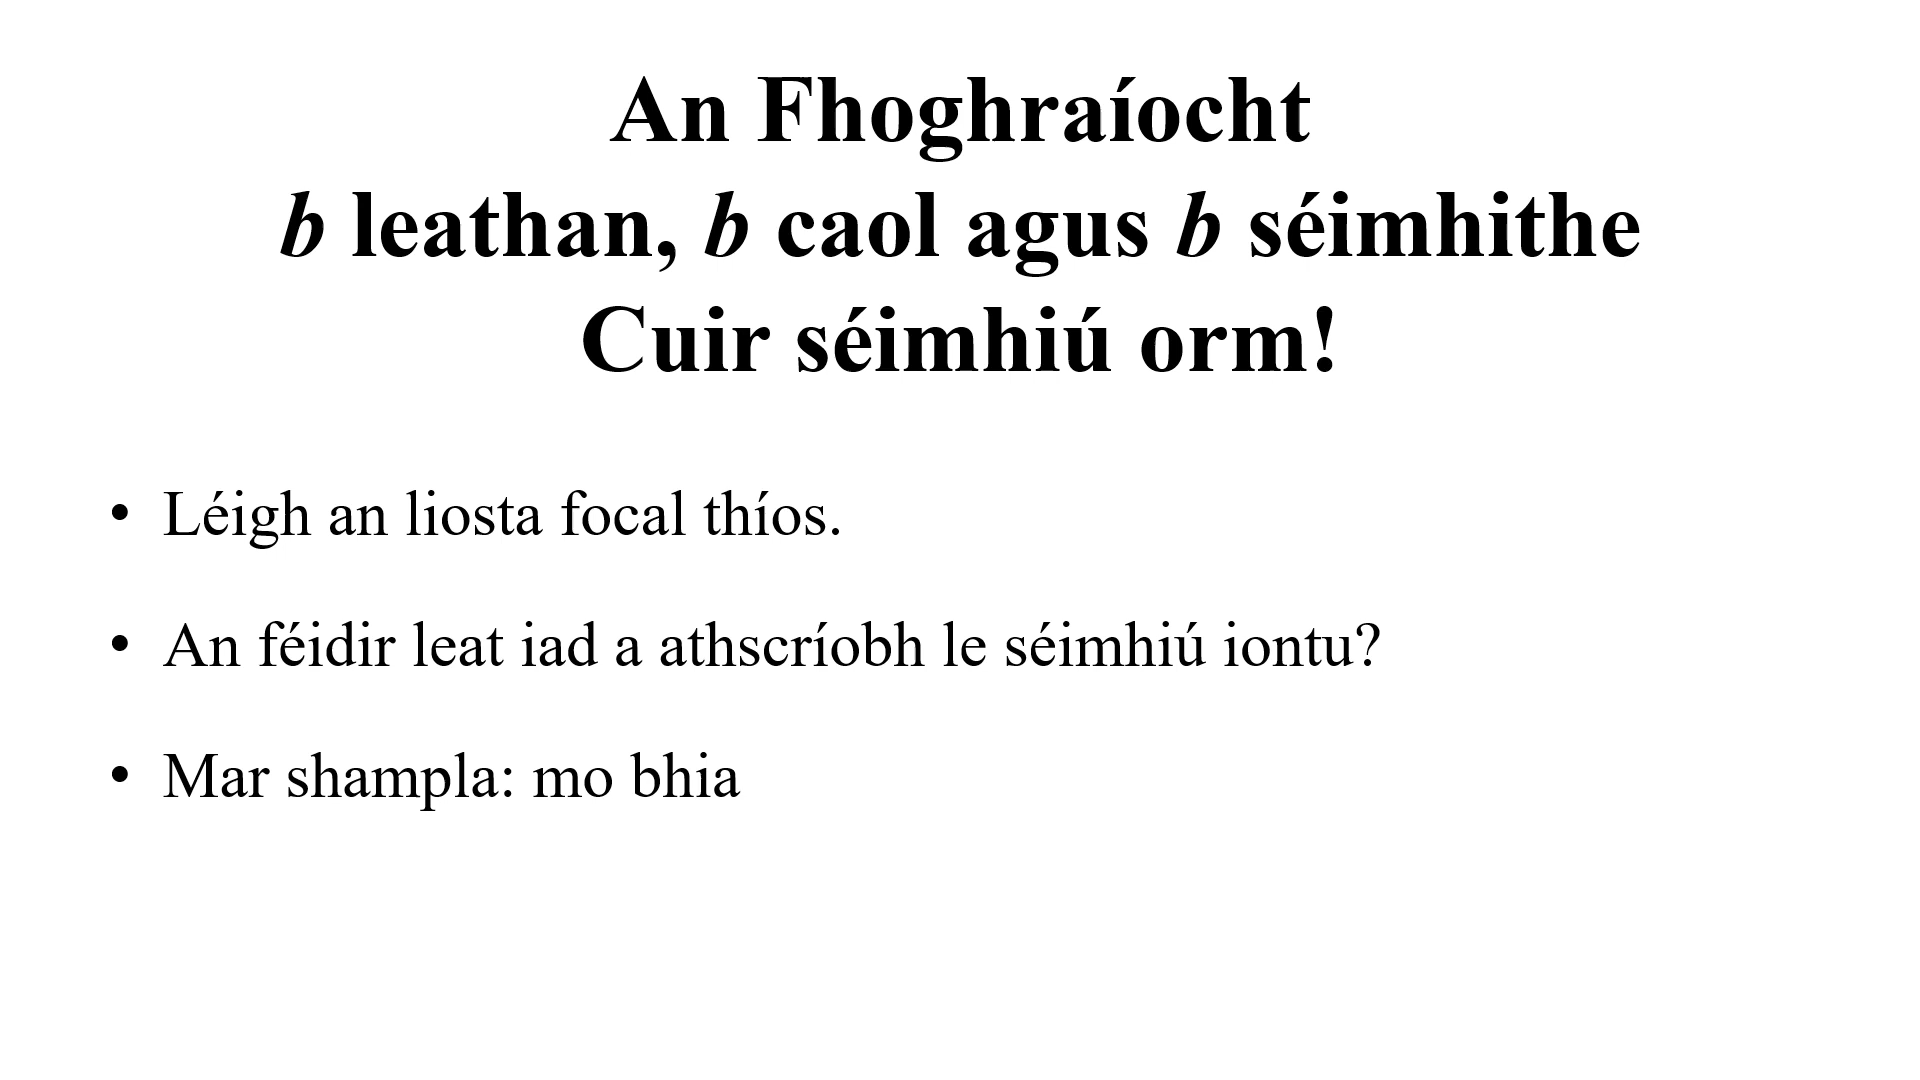 An Fhoghraíocht
b leathan, b caol agus b séimhithe
Cuir séimhiú orm!
• Léigh an liosta focal thíos.
• An féidir leat iad a athscríobh le séimhiú iontu?
• Mar shampla: mo bhia